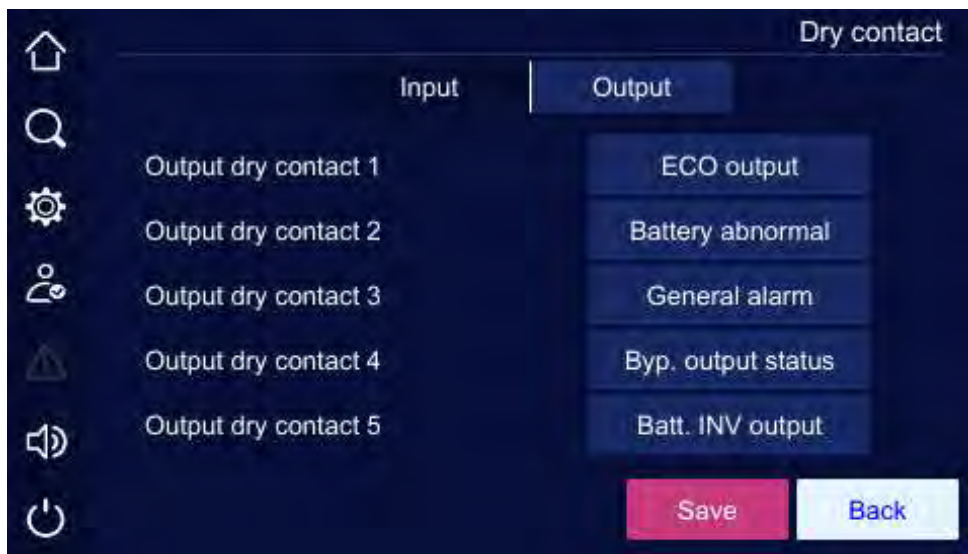 Dry contact
Input Output
Output dry contact 1 ECO output
Output dry contact 2 Battery abnormal
Output dry contact 3 General alarm
Output dry contact 4 Byp. output status
Output dry contact 5 Batt. INV output
Save Back